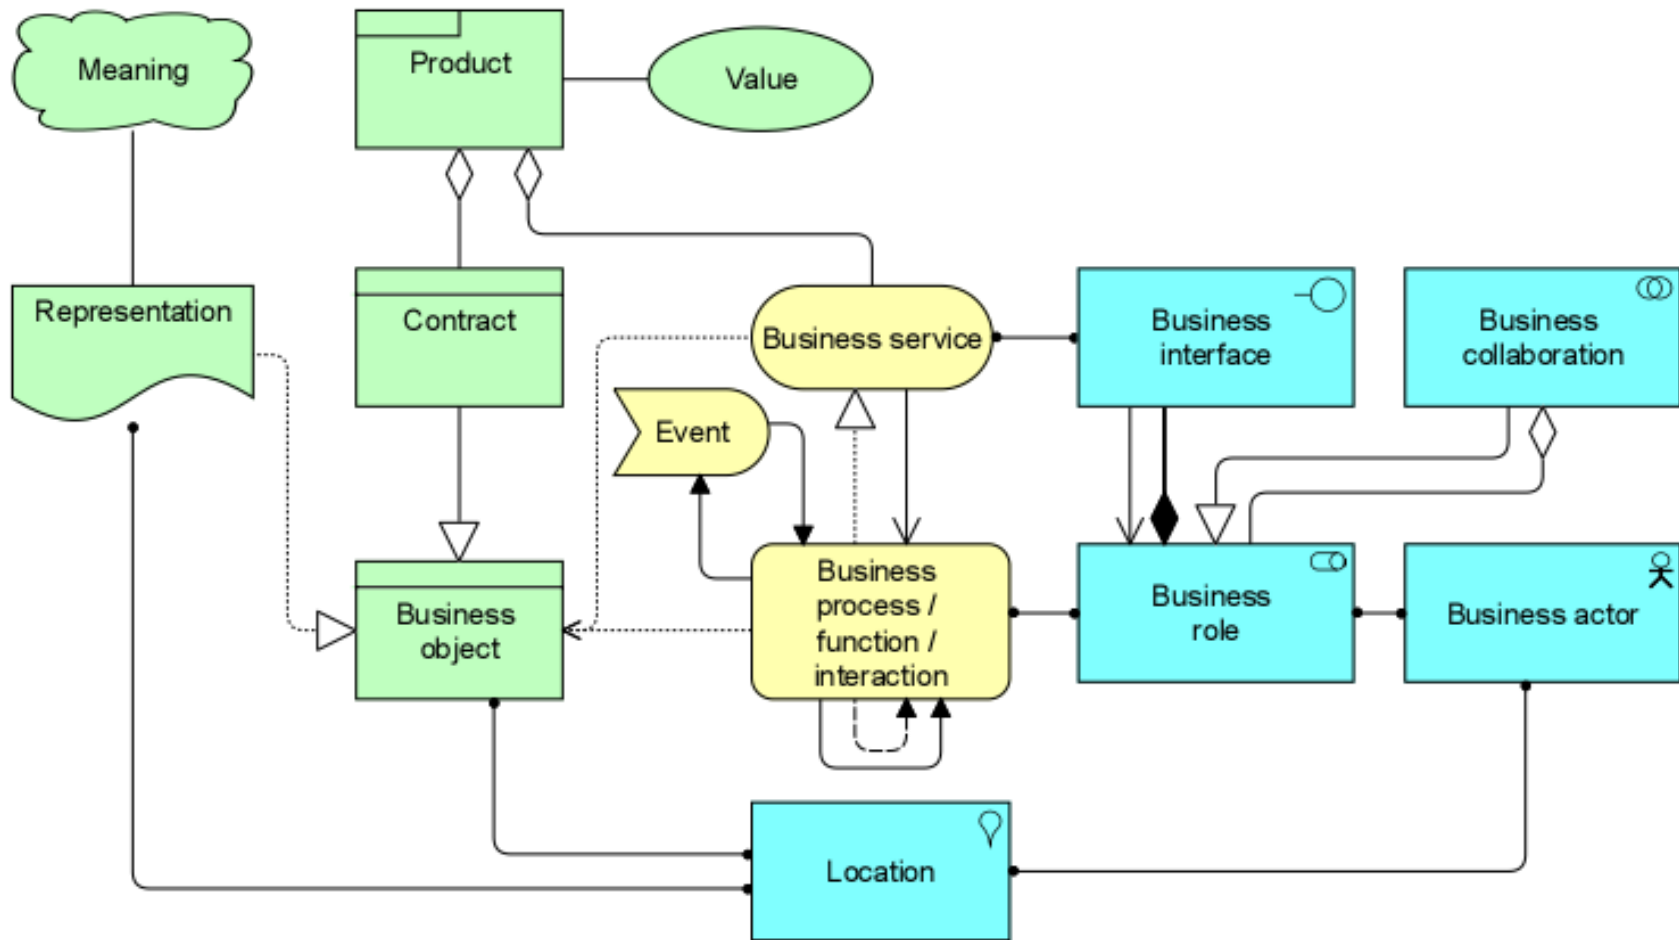 Meaning
Product
Value
Representation
Contract
Business service
Business
interface
Business
collaboration
Event
Business
object
Business
process /
function /
interaction
Business
role
Business actor
Location